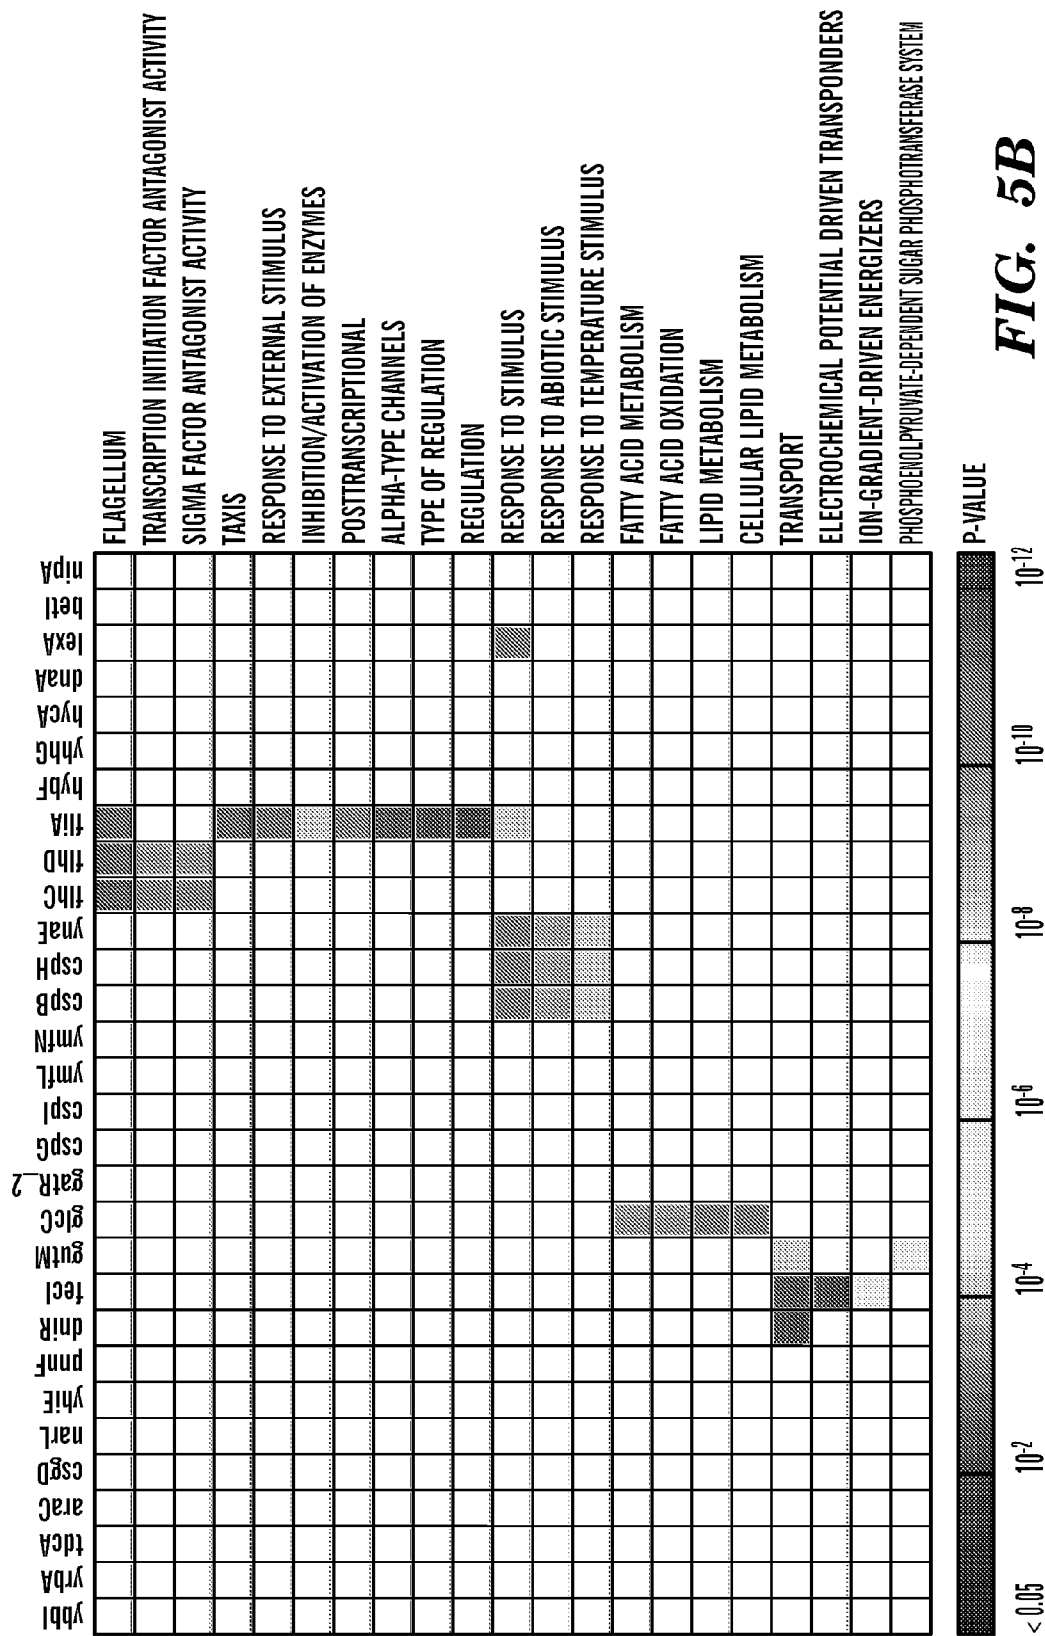 FLAGELLUM
TRANSCRIPTION INITIATION FACTOR ANTAGONIST ACTIVITY
SIGMA FACTOR ANTAGONIST ACTIVITY
TAXIS
RESPONSE TO EXTERNAL STIMULUS
INHIBITION/ACTIVATION OF ENZYMES
POSTTRANSCRIPTIONAL
ALPHA-TYPE CHANNELS
TYPE OF REGULATION
REGULATION
RESPONSE TO STIMULUS
RESPONSE TO ABIOTIC STIMULUS
RESPONSE TO TEMPERATURE STIMULUS
FATTY ACID METABOLISM
FATTY ACID OXIDATION
LIPID METABOLISM
CELLULAR LIPID METABOLISM
TRANSPORT
ELECTROCHEMICAL POTENTIAL DRIVEN TRANSPONDERS
ION-GRADIENT-DRIVEN ENERGIZERS
PHOSPHOENOLPYRUVATE-DEPENDENT SUGAR PHOSPHOTRANSFERASE SYSTEM
P-VALUE
nipA
betI
lexA
dnaA
hycA
yhhG
hybF
fliA
flhD
flhC
ynaE
cspH
cspB
ymfN
ymfL
cspI
cspG
gatR_2
glcC
gutM
fecI
dniR
pnnF
yhiE
narL
csgD
araC
tdcA
yrbA
ybbI
10⁻¹²
10⁻¹⁰
10⁻⁸
10⁻⁶
10⁻⁴
10⁻²
< 0.05
FIG. 5B